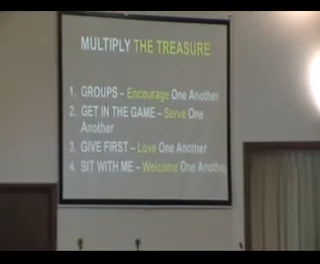 MULTIPLY THE TREASURE
1. GROUPS – Encourage One Another
2. GET IN THE GAME – Serve One
Another
3. GIVE FIRST – Love One Another
4. SIT WITH ME – Welcome One Another